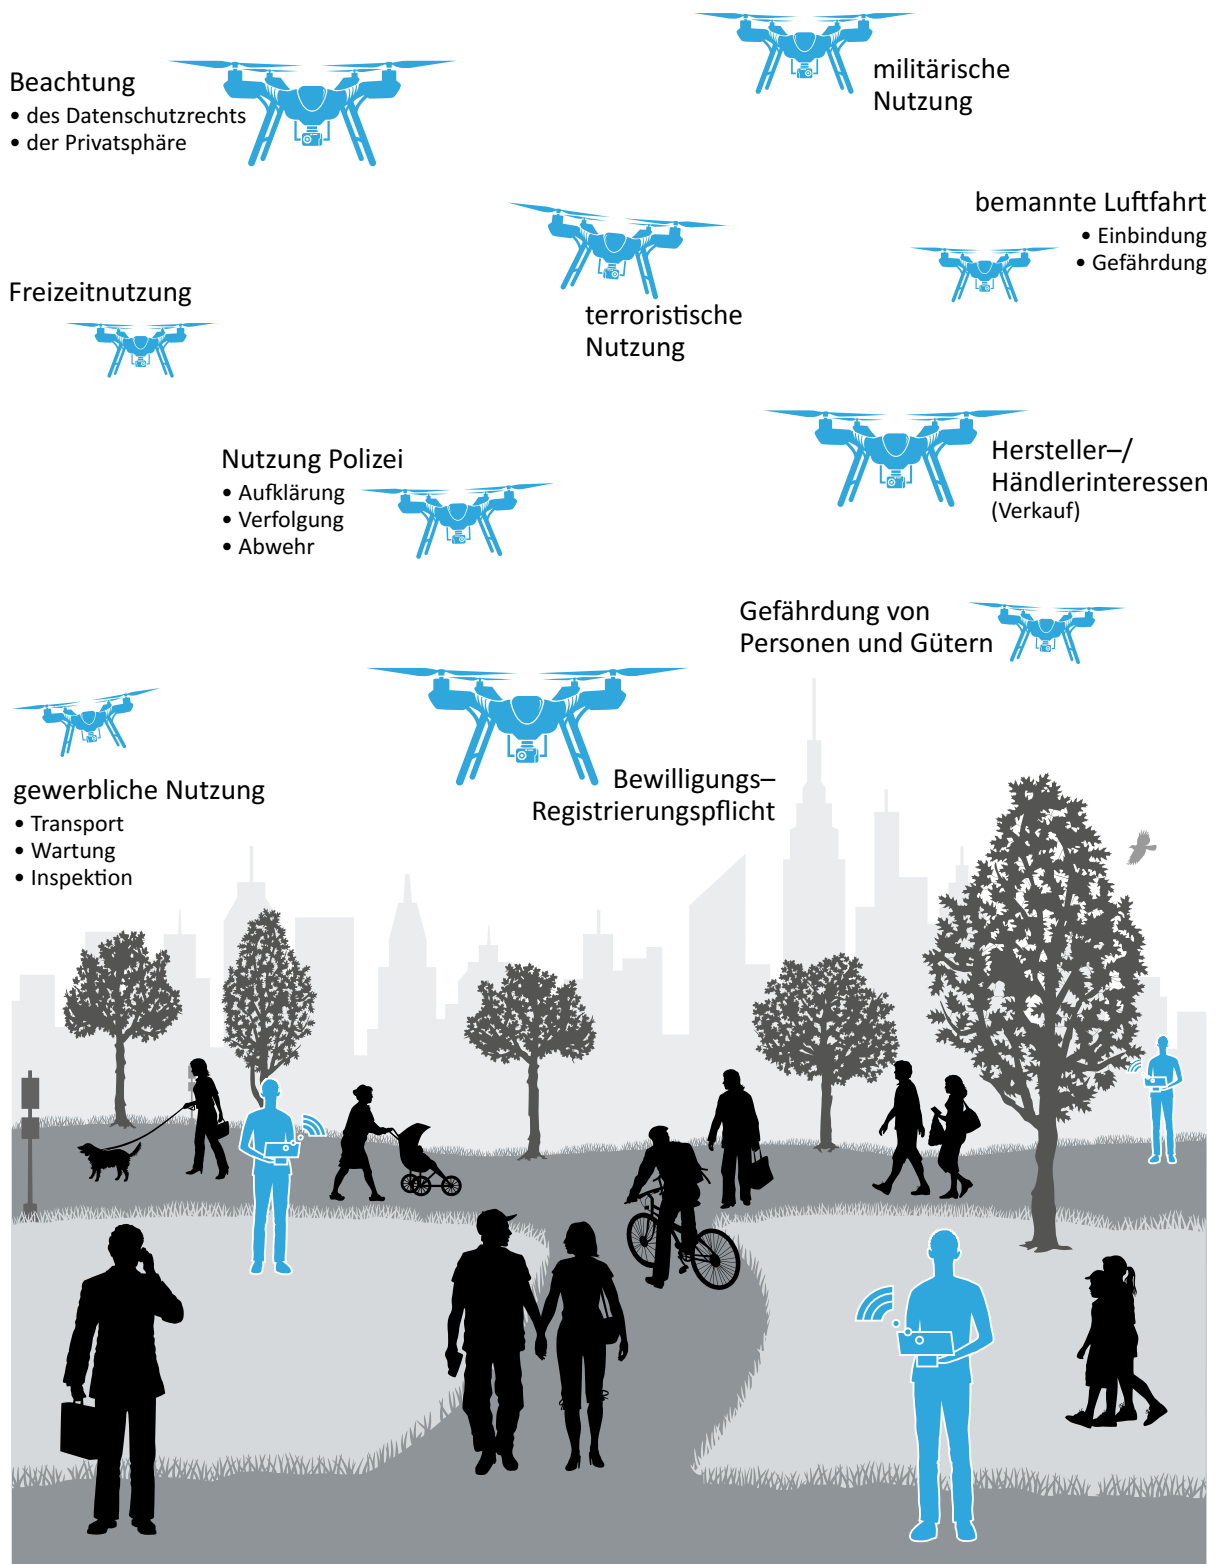 Beachtung
• des Datenschutzrechts
• der Privatsphäre
militärische
Nutzung
bemannte Luftfahrt
• Einbindung
• Gefährdung
Freizeitnutzung
terroristische
Nutzung
Nutzung Polizei
• Aufklärung
• Verfolgung
• Abwehr
Hersteller–/
Händlerinteressen
(Verkauf)
Gefährdung von
Personen und Gütern
gewerbliche Nutzung
• Transport
• Wartung
• Inspektion
Bewilligungs–
Registrierungspflicht